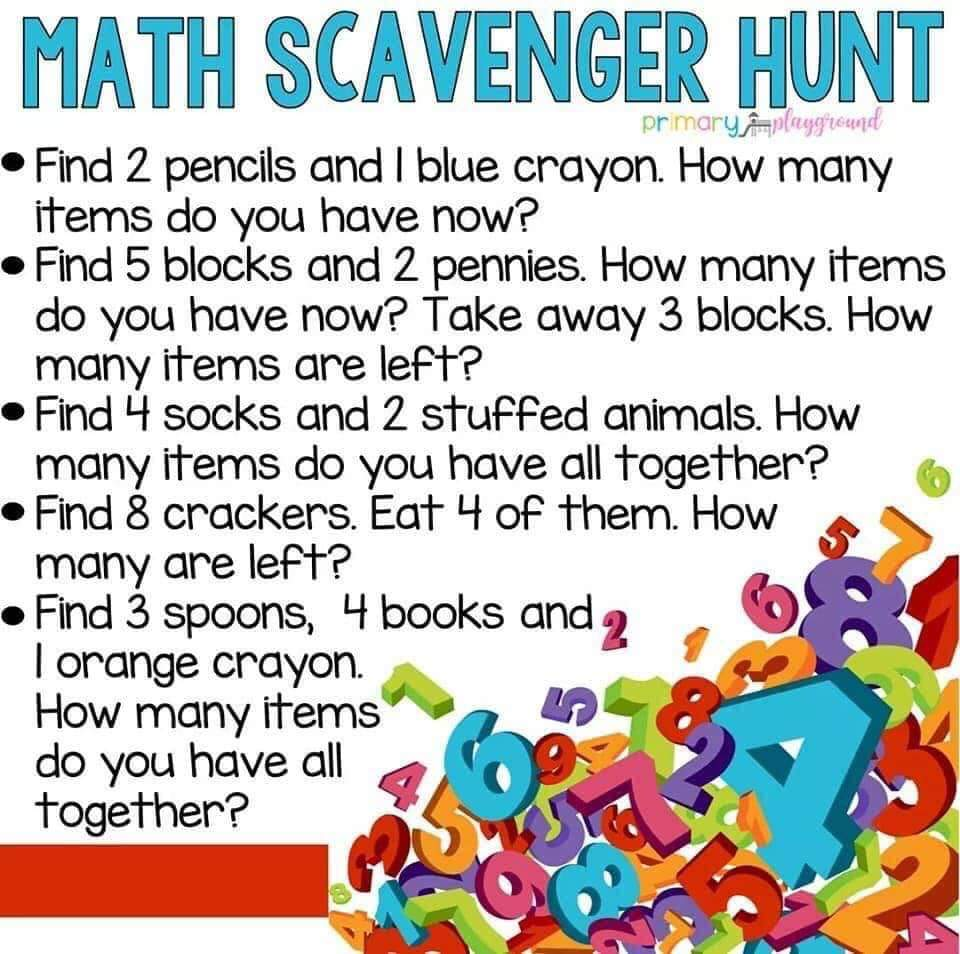 MATH SCAVENGER HUNT
primary playground
• Find 2 pencils and 1 blue crayon. How many
items do you have now?
• Find 5 blocks and 2 pennies. How many items
do you have now? Take away 3 blocks. How
many items are left?
• Find 4 socks and 2 stuffed animals. How
many items do you have all together?
• Find 8 crackers. Eat 4 of them. How
many are left?
• Find 3 spoons, 4 books and
1 orange crayon.
How many items
do you have all
together?